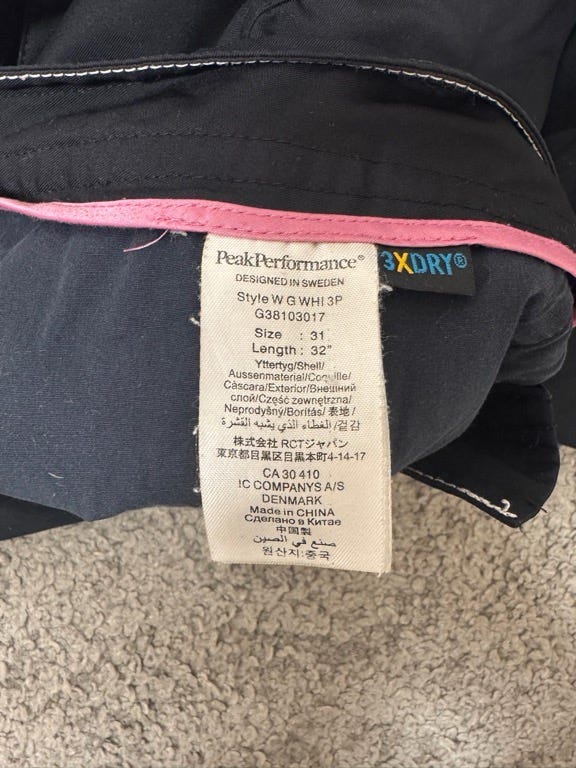 PeakPerformance®
3XDRY®
DESIGNED IN SWEDEN
Style W G WHI 3P
G38103017
Size : 31
Length : 32"
Yttertyg/Shell/
Aussenmaterial/Coquille/
Càscara/Exterior/Внешний
слой/Część zewnętrzna/
Neprodyšný/Borítás/ 表地 /
الغطاء الذي يشبه القشرة/겉감
株式会社 RCTジャパン
東京都目黒区目黒本町4-14-17
CA 30 410
IC COMPANYS A/S
DENMARK
Made in CHINA
Сделано в Китае
中国製
صنع في الصين
원산지:중국